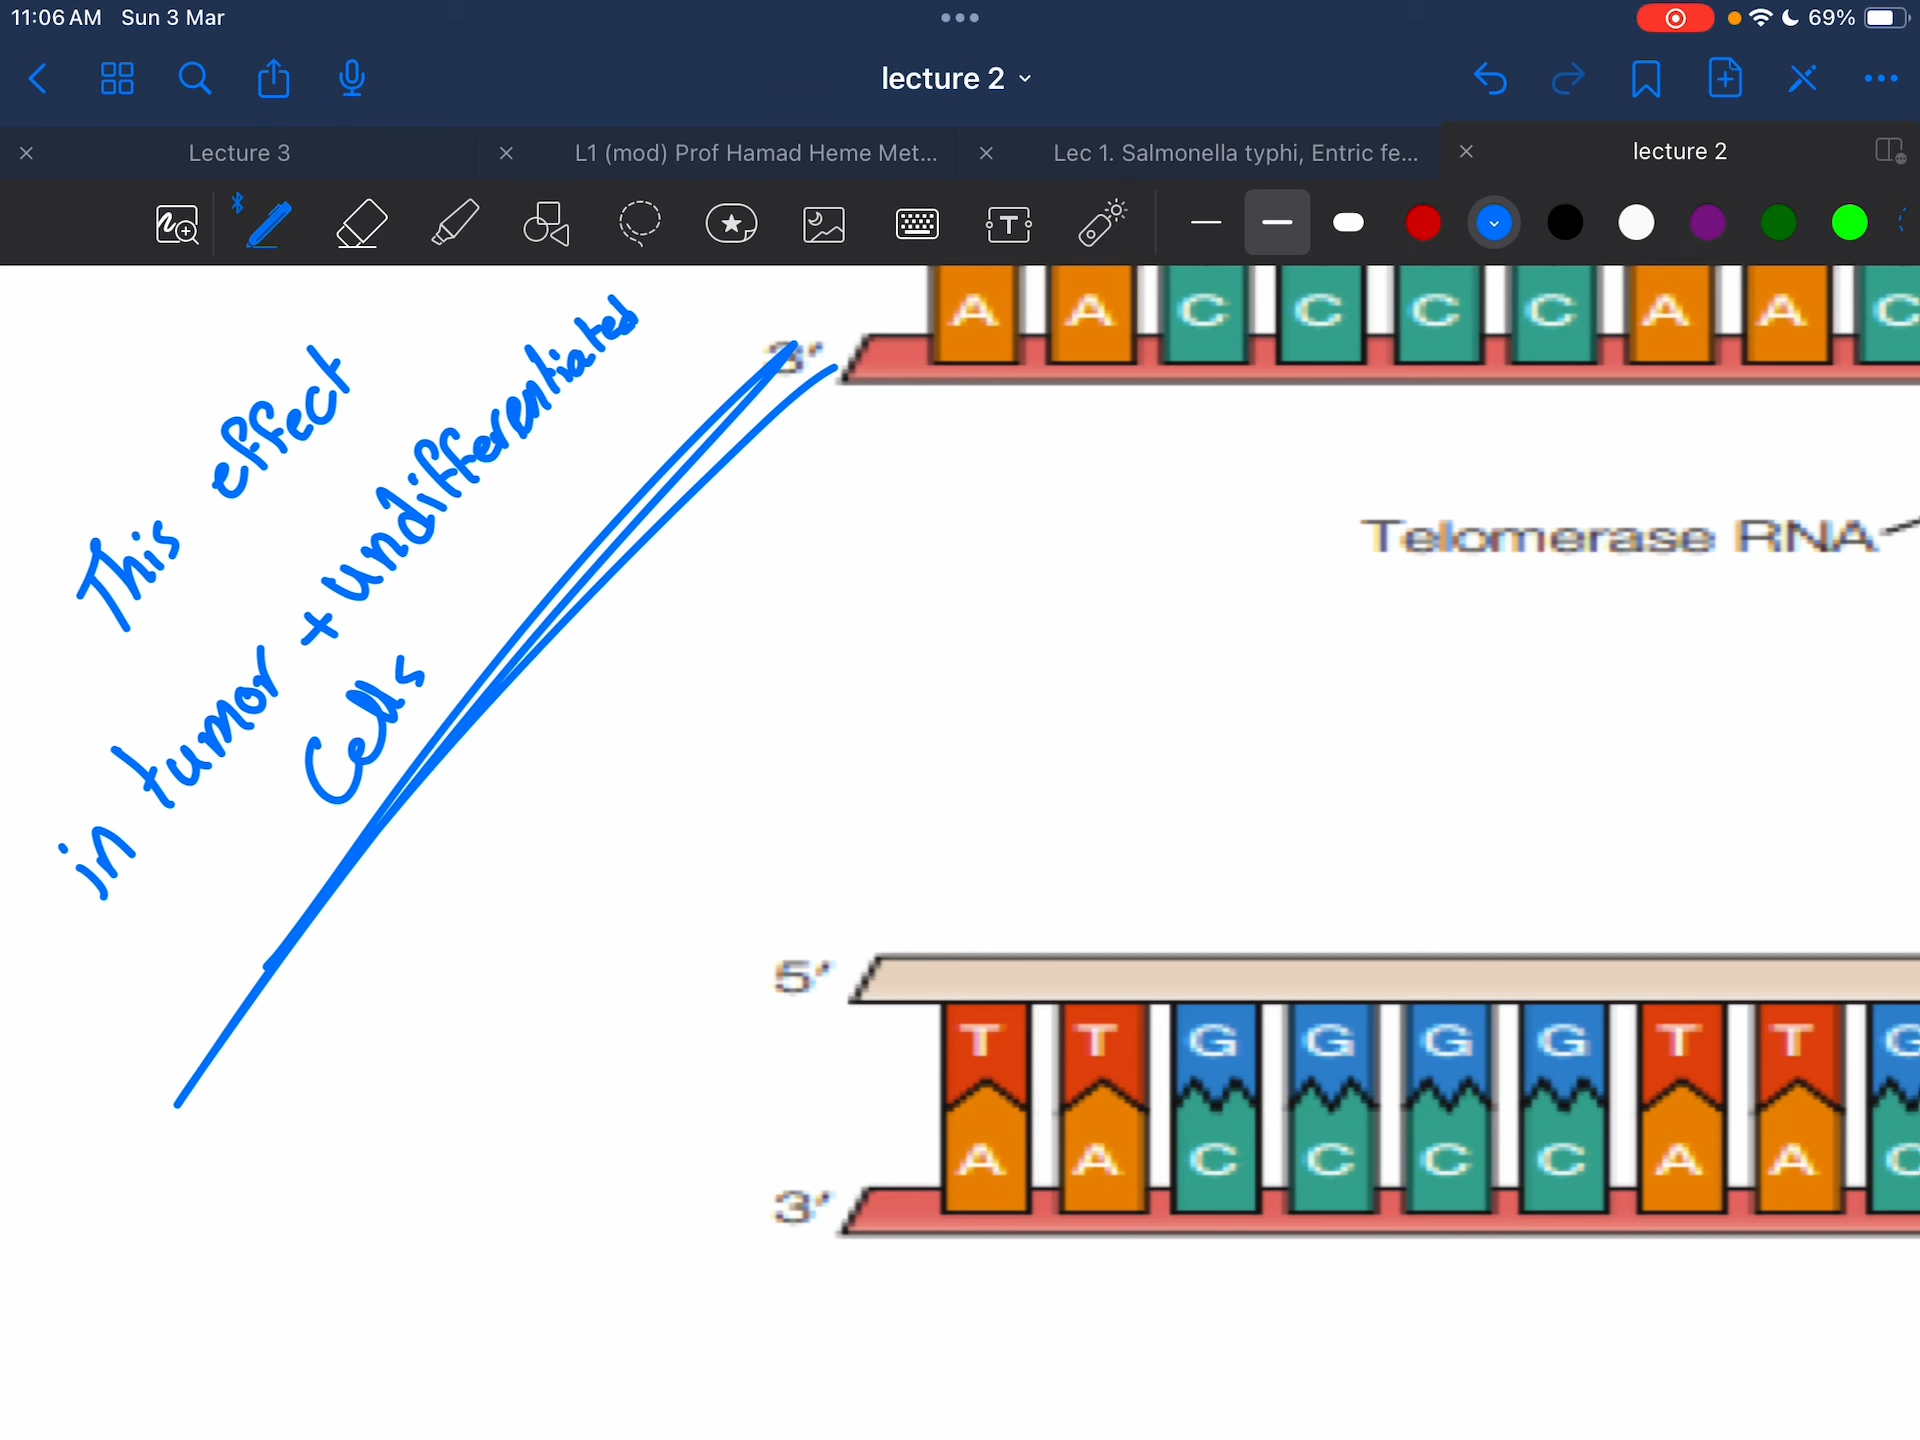 11:06 AM Sun 3 Mar
69%
lecture 2
Lecture 3
L1 (mod) Prof Hamad Heme Met...
Lec 1. Salmonella typhi, Entric fe...
lecture 2
T
A A C C C C A A C
3′
This effect
in tumor + undifferentiated
Cells
Telomerase RNA
5′
T T G G G G T T G
A A C C C C A A C
3′